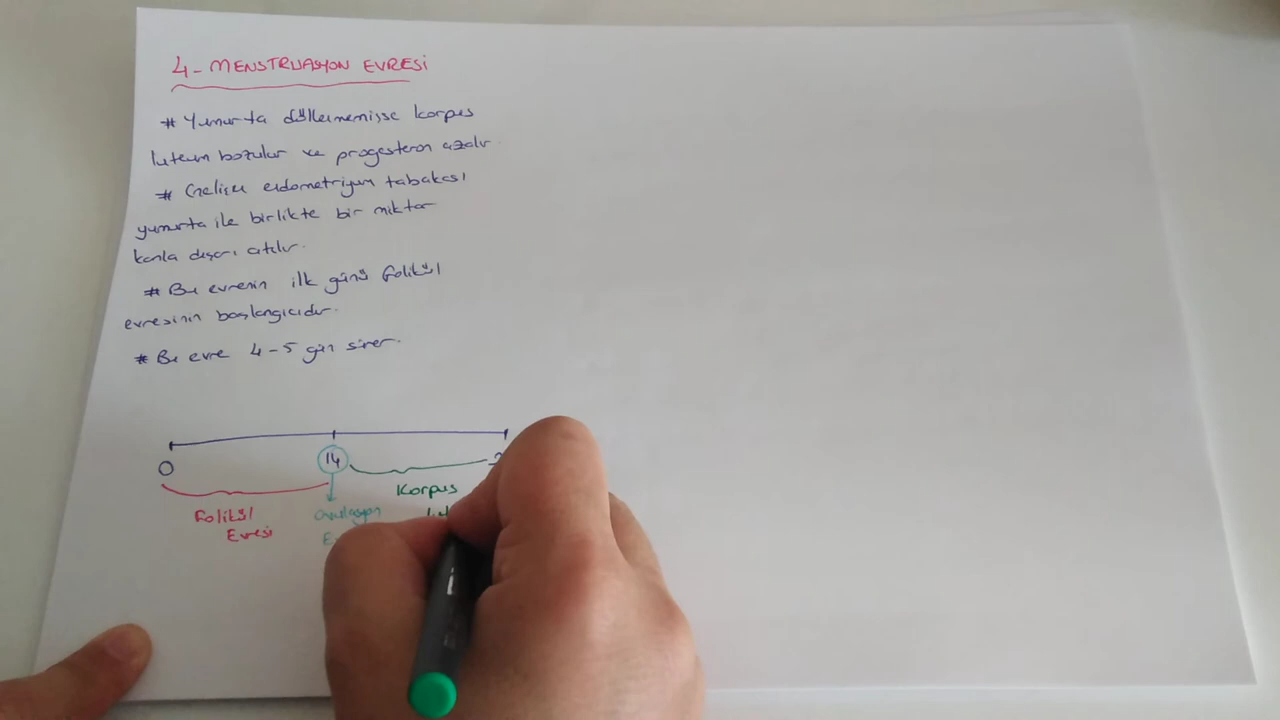 4- MENSTRUASYON EVRESİ
# Yumurta döllenmemişse korpus
luteum bozulur ve progesteron azalır.
# Gelişen endometriyum tabakası
yumurta ile birlikte bir miktar
kanla dışarı atılır.
# Bu evrenin ilk günü folikül
evresinin başlangıcıdır.
# Bu evre 4-5 gün sürer.
0 14
Folikül
Evresi
Ovulasyon
Korpus